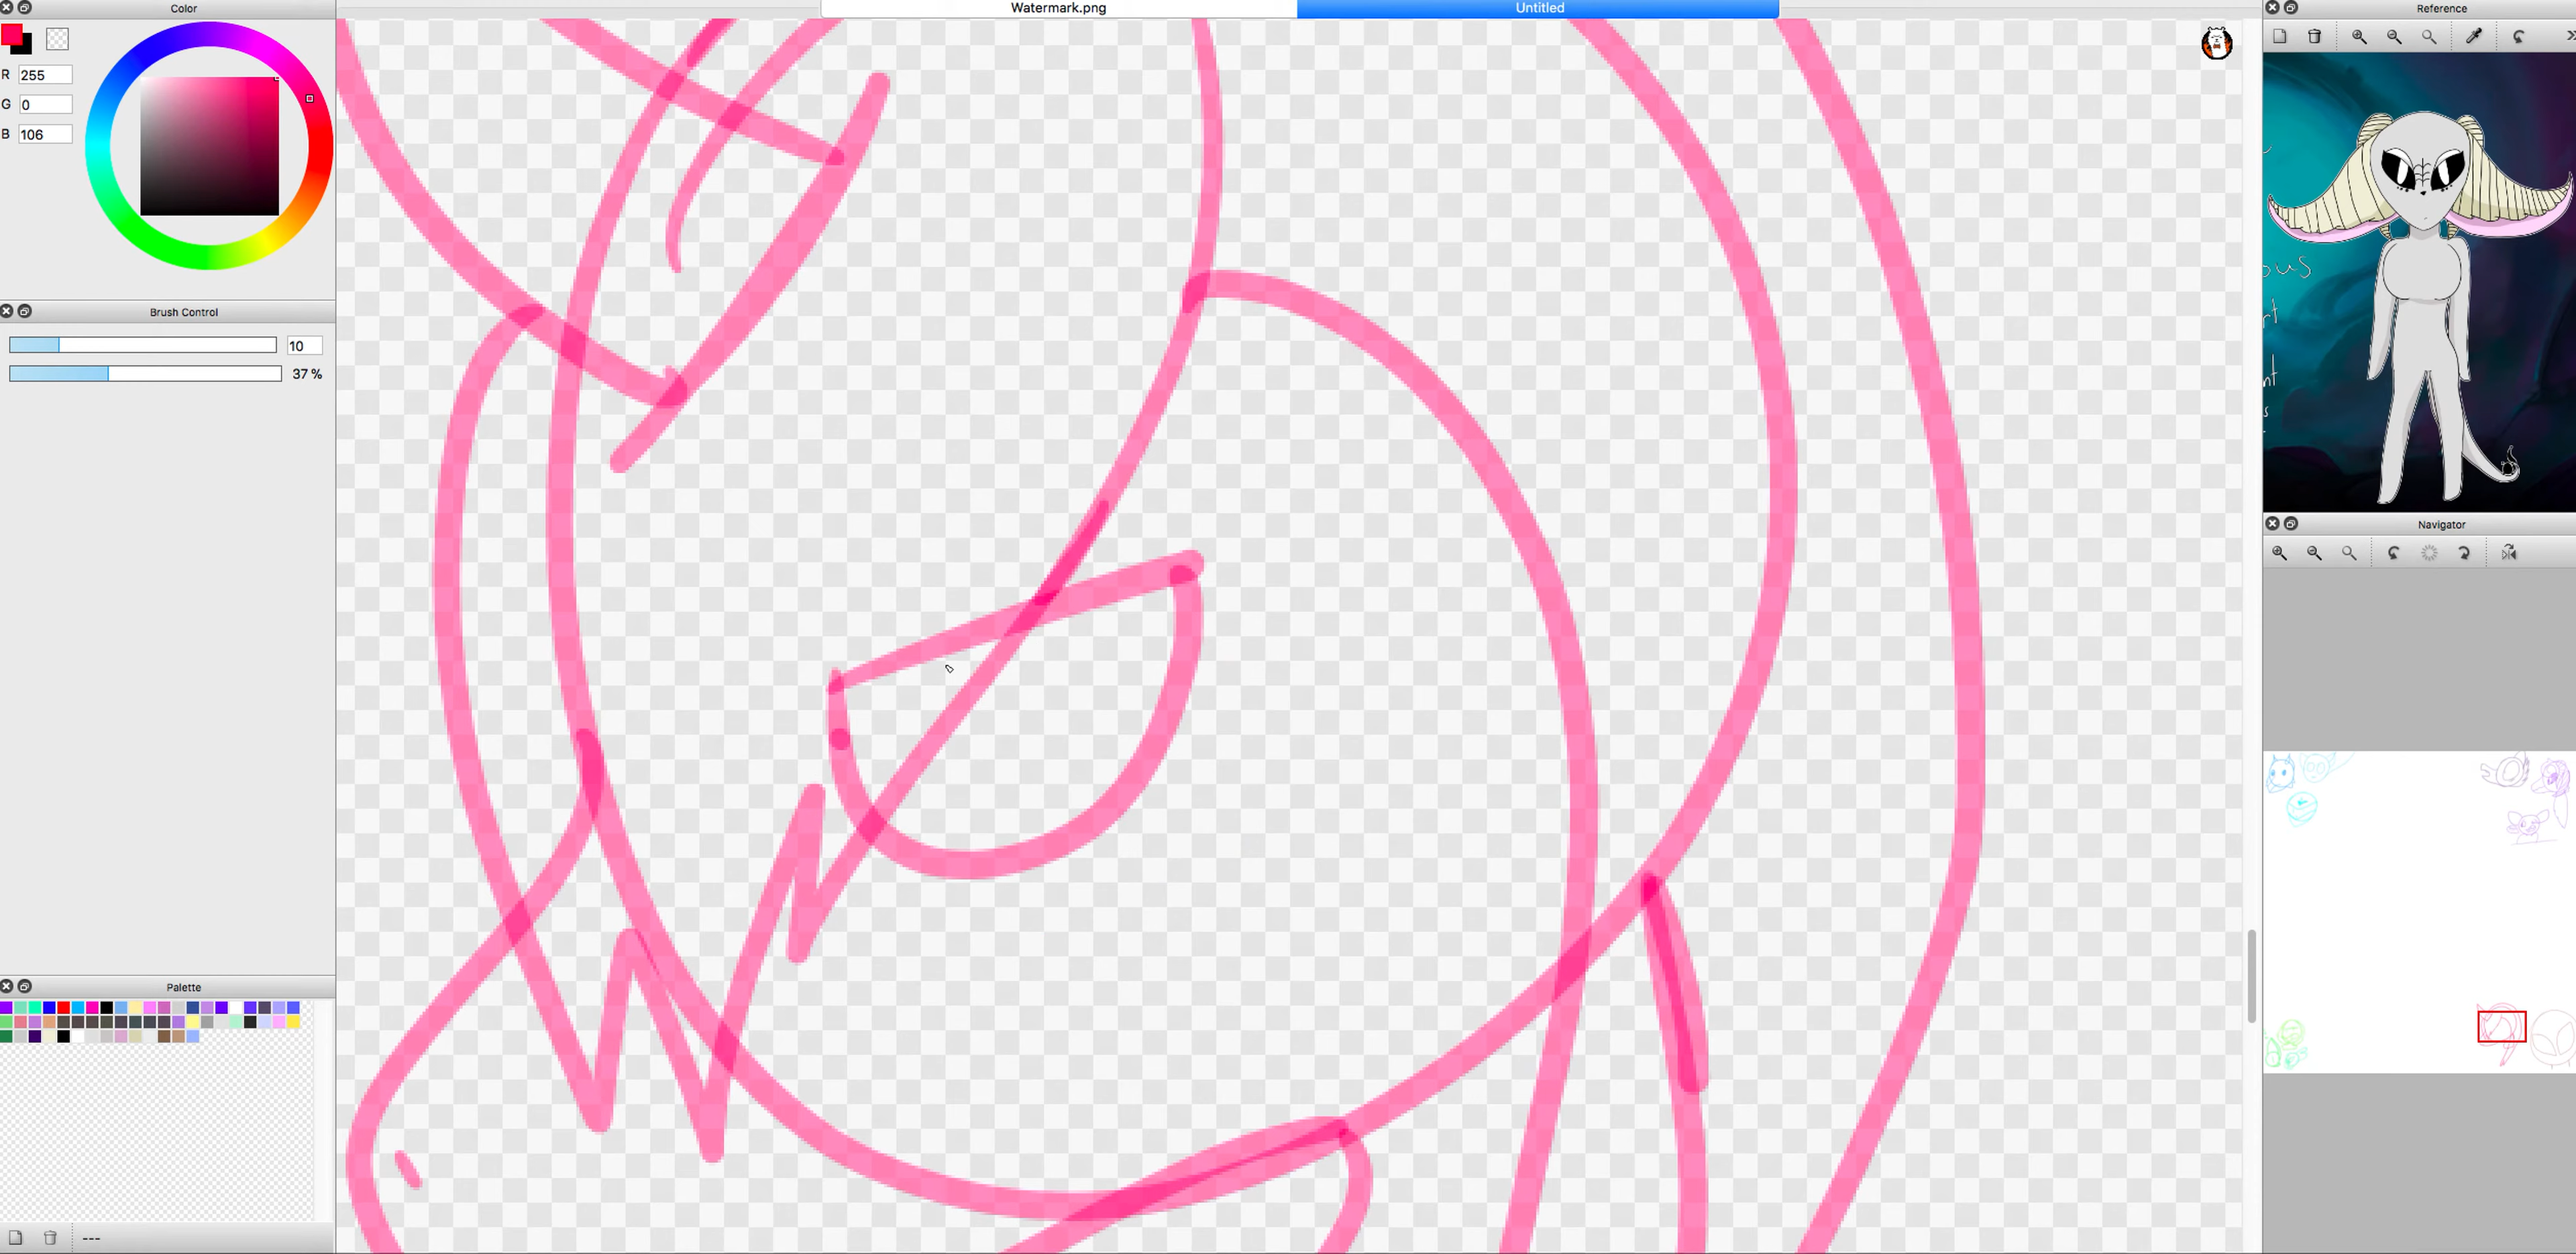 Color
R 255
G 0
B 106
Brush Control
10
37 %
Palette
---
Watermark.png
Untitled
Reference
Navigator